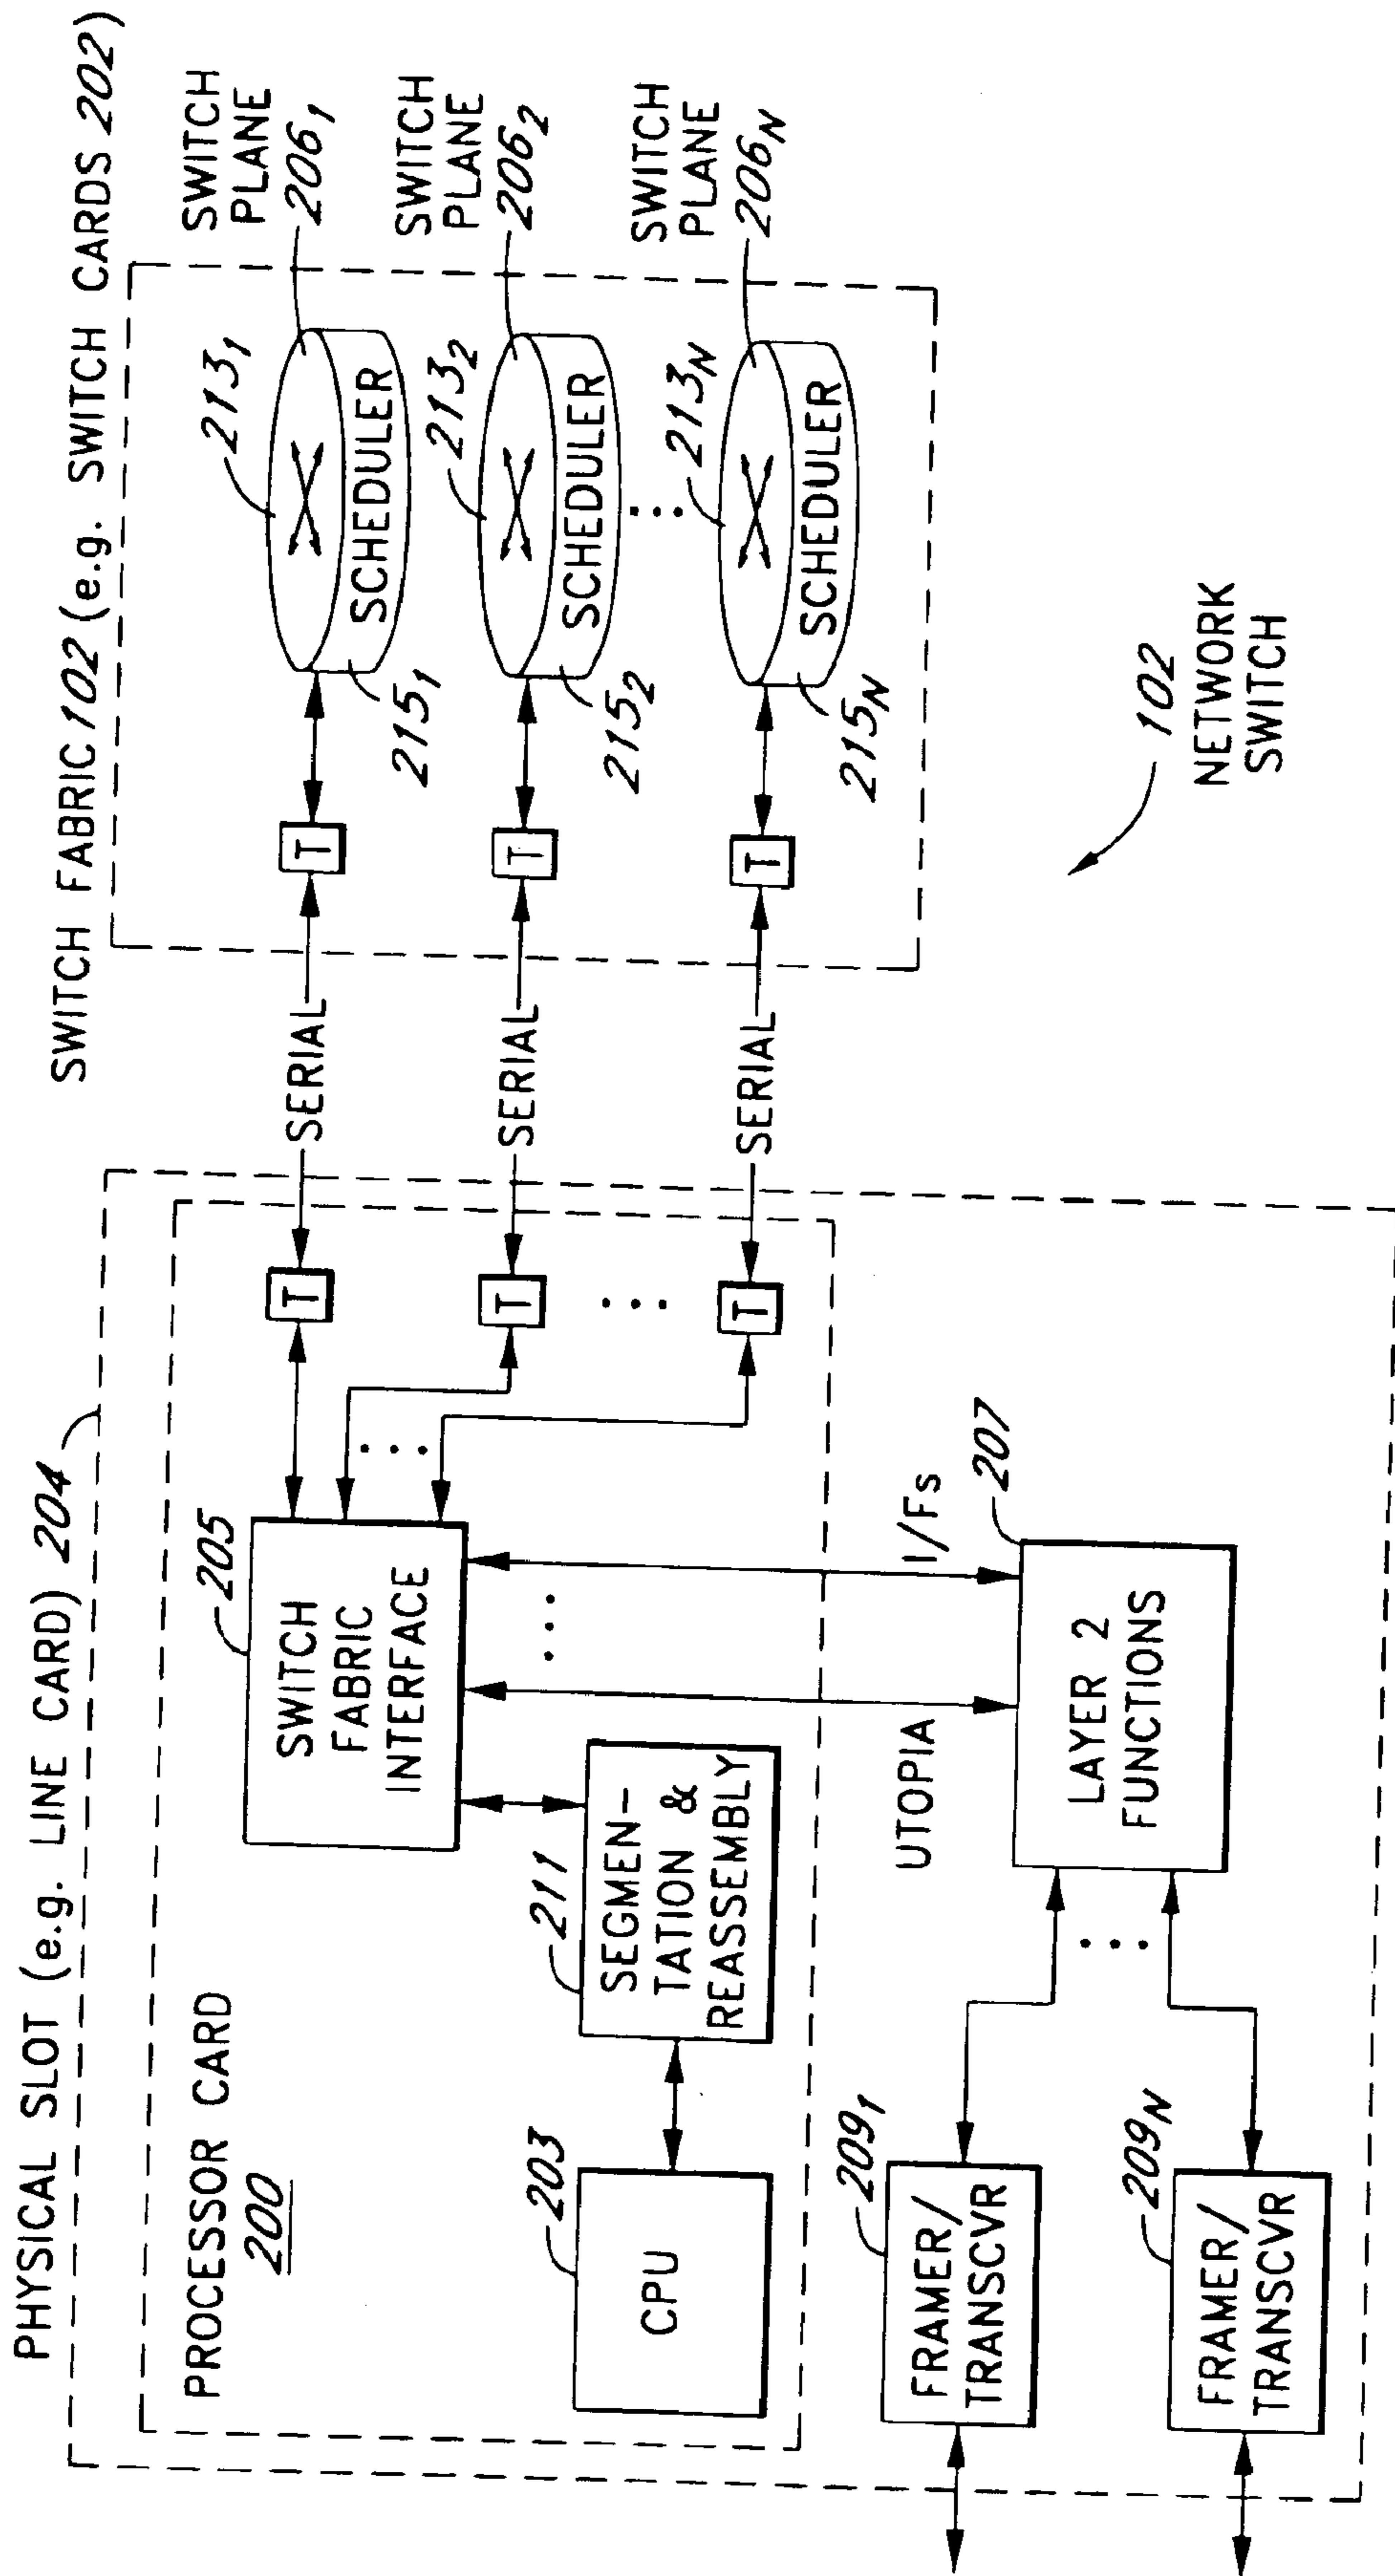 PHYSICAL SLOT (e.g. LINE CARD) 204
SWITCH FABRIC 102 (e.g. SWITCH CARDS 202)
PROCESSOR CARD
200
205
SWITCH
FABRIC
INTERFACE
203
CPU
211
SEGMEN-
TATION &
REASSEMBLY
T
T
T
SERIAL
SERIAL
SERIAL
T
T
T
213₁
SCHEDULER
215₁
SWITCH
PLANE
206₁
213₂
SCHEDULER
215₂
SWITCH
PLANE
206₂
213N
SCHEDULER
215N
SWITCH
PLANE
206N
UTOPIA
I/Fs
207
LAYER 2
FUNCTIONS
209₁
FRAMER/
TRANSCVR
209N
FRAMER/
TRANSCVR
102
NETWORK
SWITCH